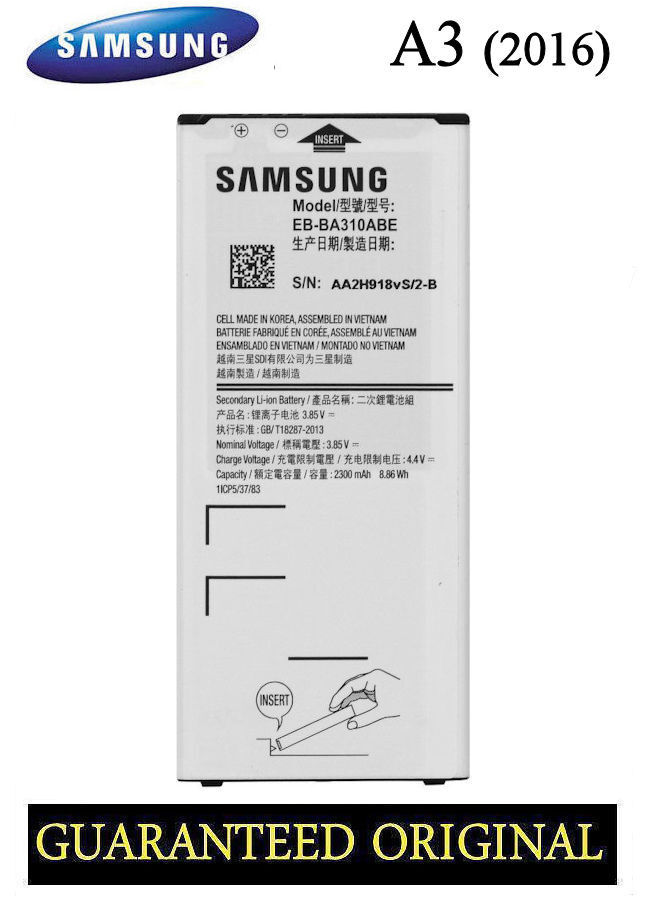 SAMSUNG
A3 (2016)
INSERT
SAMSUNG
Model/型號/型号:
EB-BA310ABE
生产日期/製造日期:
S/N: AA2H918vS/2-B
CELL MADE IN KOREA, ASSEMBLED IN VIETNAM
BATTERIE FABRIQUÉ EN CORÉE, ASSEMBLÉ AU VIETNAM
ENSAMBLADO EN VIETNAM / MONTADO NO VIETNAM
越南三星SDI有限公司为三星制造
越南製造 / 越南制造
Secondary Li-ion Battery / 產品名稱: 二次鋰電池組
产品名: 锂离子电池 3.85V ⎓
执行标准: GB/T18287-2013
Nominal Voltage / 標稱電壓: 3.85V ⎓
Charge Voltage / 充電限制電壓 / 充电限制电压: 4.4V ⎓
Capacity / 額定電容量 / 容量: 2300 mAh 8.86 Wh
1ICP5/37/83
INSERT
GUARANTEED ORIGINAL